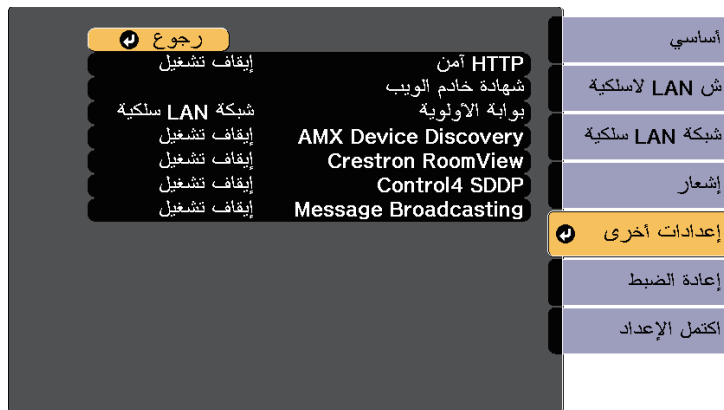 رجوع
HTTP آمن إيقاف تشغيل
شهادة خادم الويب
بوابة الأولوية شبكة LAN سلكية
AMX Device Discovery إيقاف تشغيل
Crestron RoomView إيقاف تشغيل
Control4 SDDP إيقاف تشغيل
Message Broadcasting إيقاف تشغيل
أساسي
ش LAN لاسلكية
شبكة LAN سلكية
إشعار
إعدادات أخرى
إعادة الضبط
اكتمل الإعداد